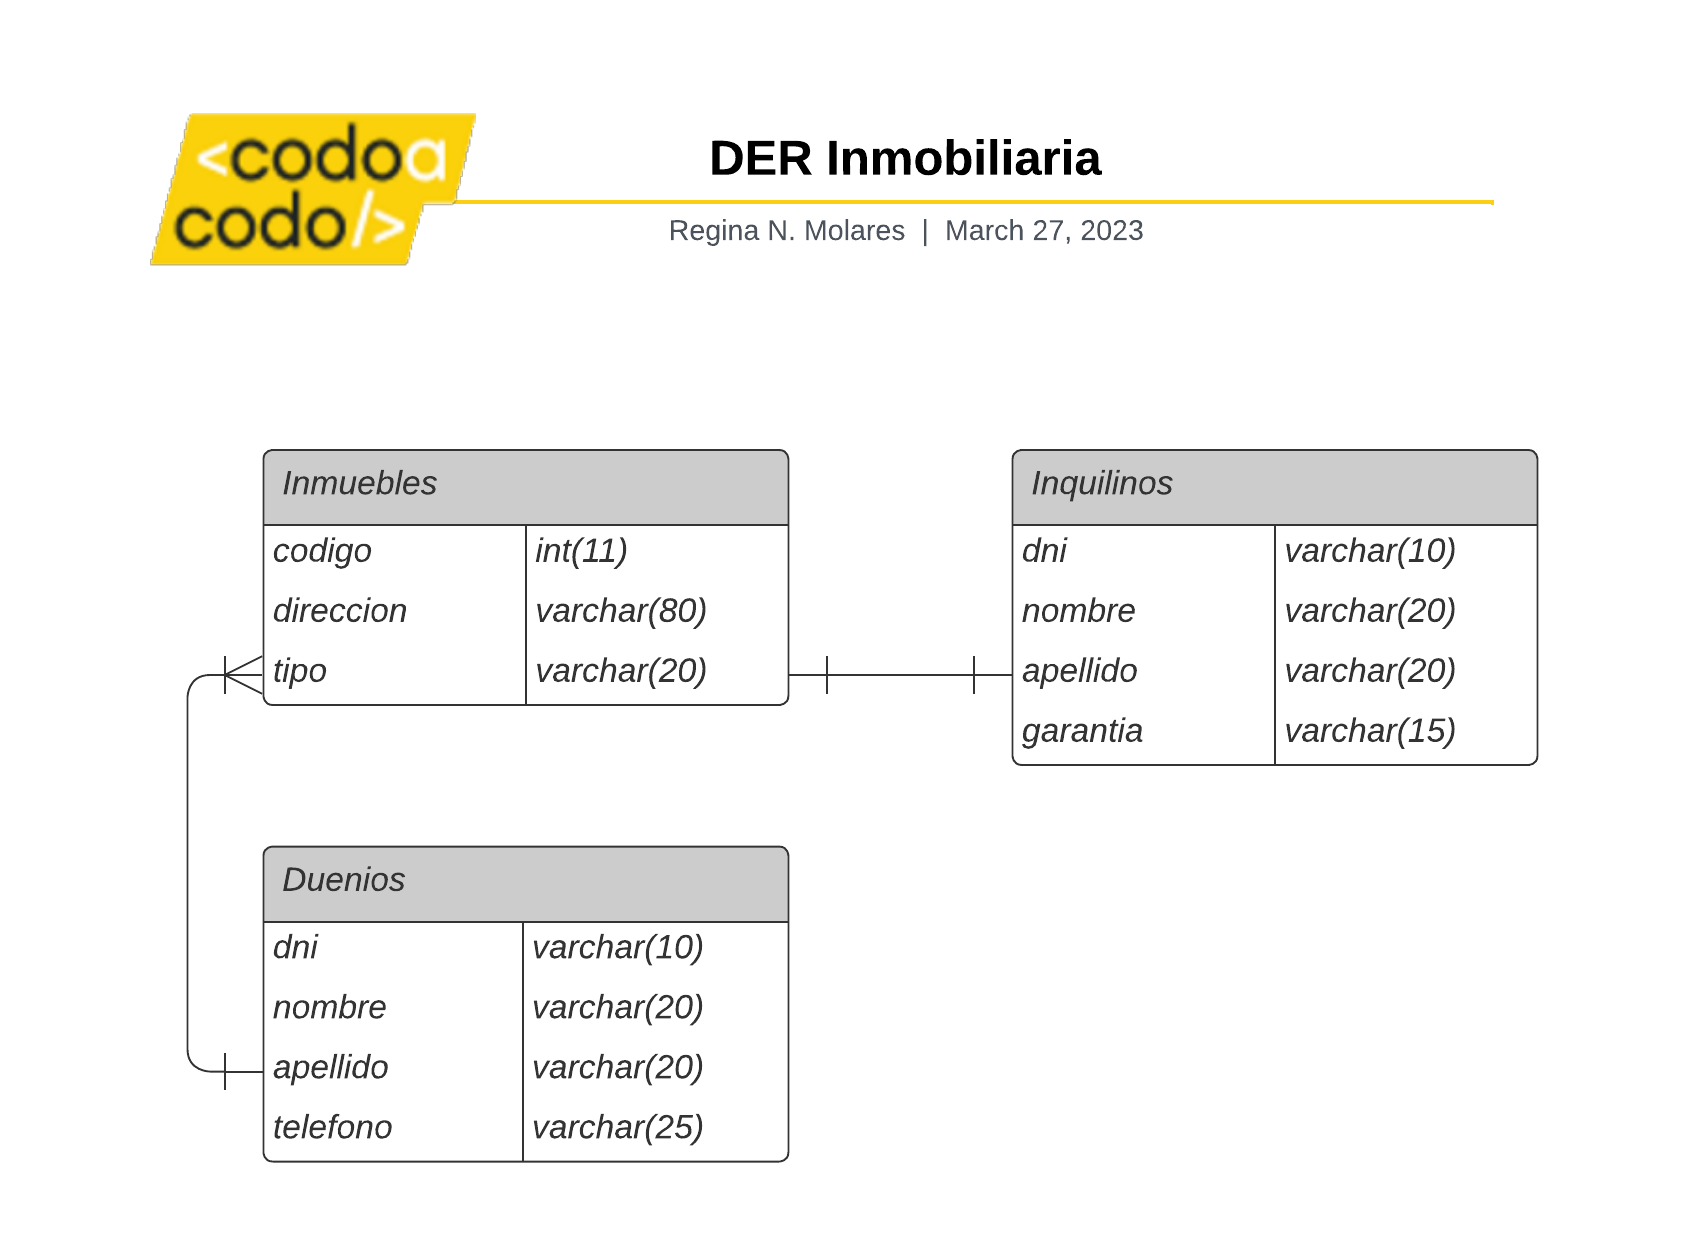 <codoa
codo/>
DER Inmobiliaria
Regina N. Molares | March 27, 2023
Inmuebles
codigo int(11)
direccion varchar(80)
tipo varchar(20)
Inquilinos
dni varchar(10)
nombre varchar(20)
apellido varchar(20)
garantia varchar(15)
Duenios
dni varchar(10)
nombre varchar(20)
apellido varchar(20)
telefono varchar(25)